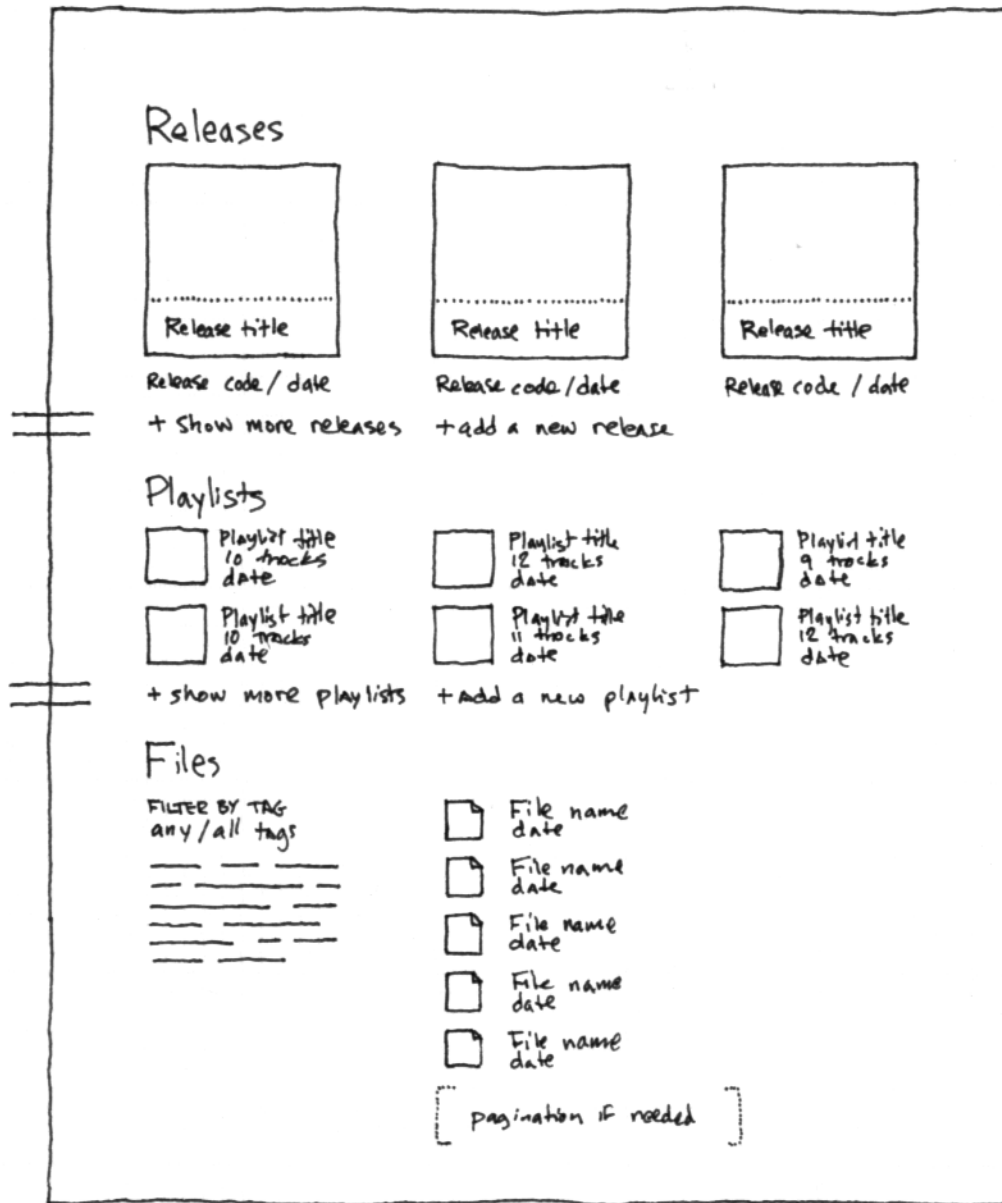 Releases
Release title
Release title
Release title
Release code / date
Release code / date
Release code / date
+ show more releases
+ add a new release
Playlists
Playlist title
10 tracks
date
Playlist title
12 tracks
date
Playlist title
9 tracks
date
Playlist title
10 tracks
date
Playlist title
11 tracks
date
Playlist title
12 tracks
date
+ show more playlists
+ add a new playlist
Files
FILTER BY TAG
any / all tags
File name
date
File name
date
File name
date
File name
date
File name
date
pagination if needed